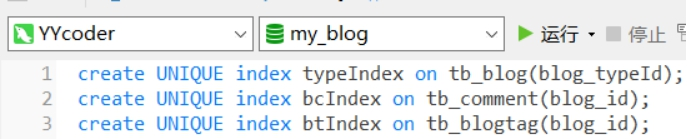 YYcoder my_blog 运行 停止
1 create UNIQUE index typeIndex on tb_blog(blog_typeId);
2 create UNIQUE index bcIndex on tb_comment(blog_id);
3 create UNIQUE index btIndex on tb_blogtag(blog_id);